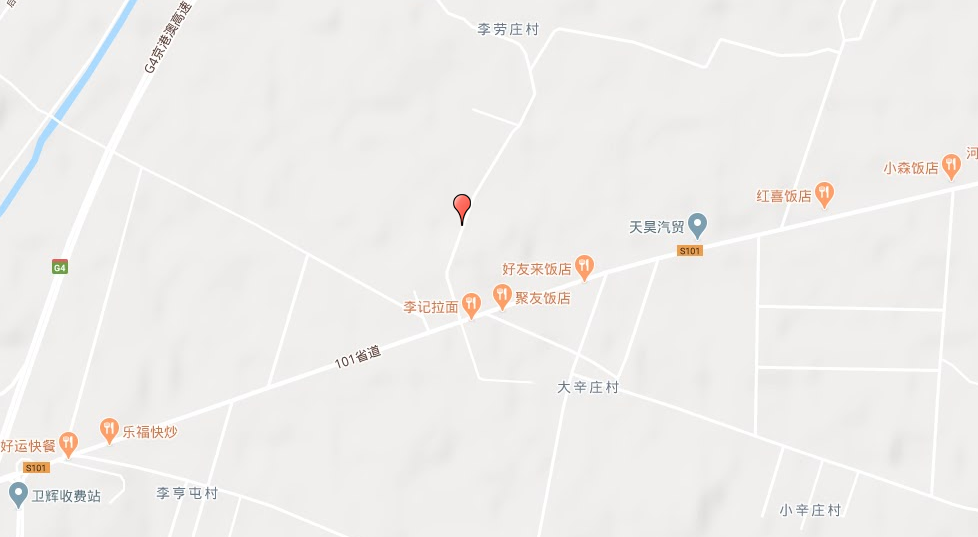 李劳庄村
G4京港澳高速
河
小森饭店
红喜饭店
天昊汽贸
S101
G4
好友来饭店
聚友饭店
李记拉面
101省道
大辛庄村
乐福快炒
好运快餐
S101
卫辉收费站
李亨屯村
小辛庄村